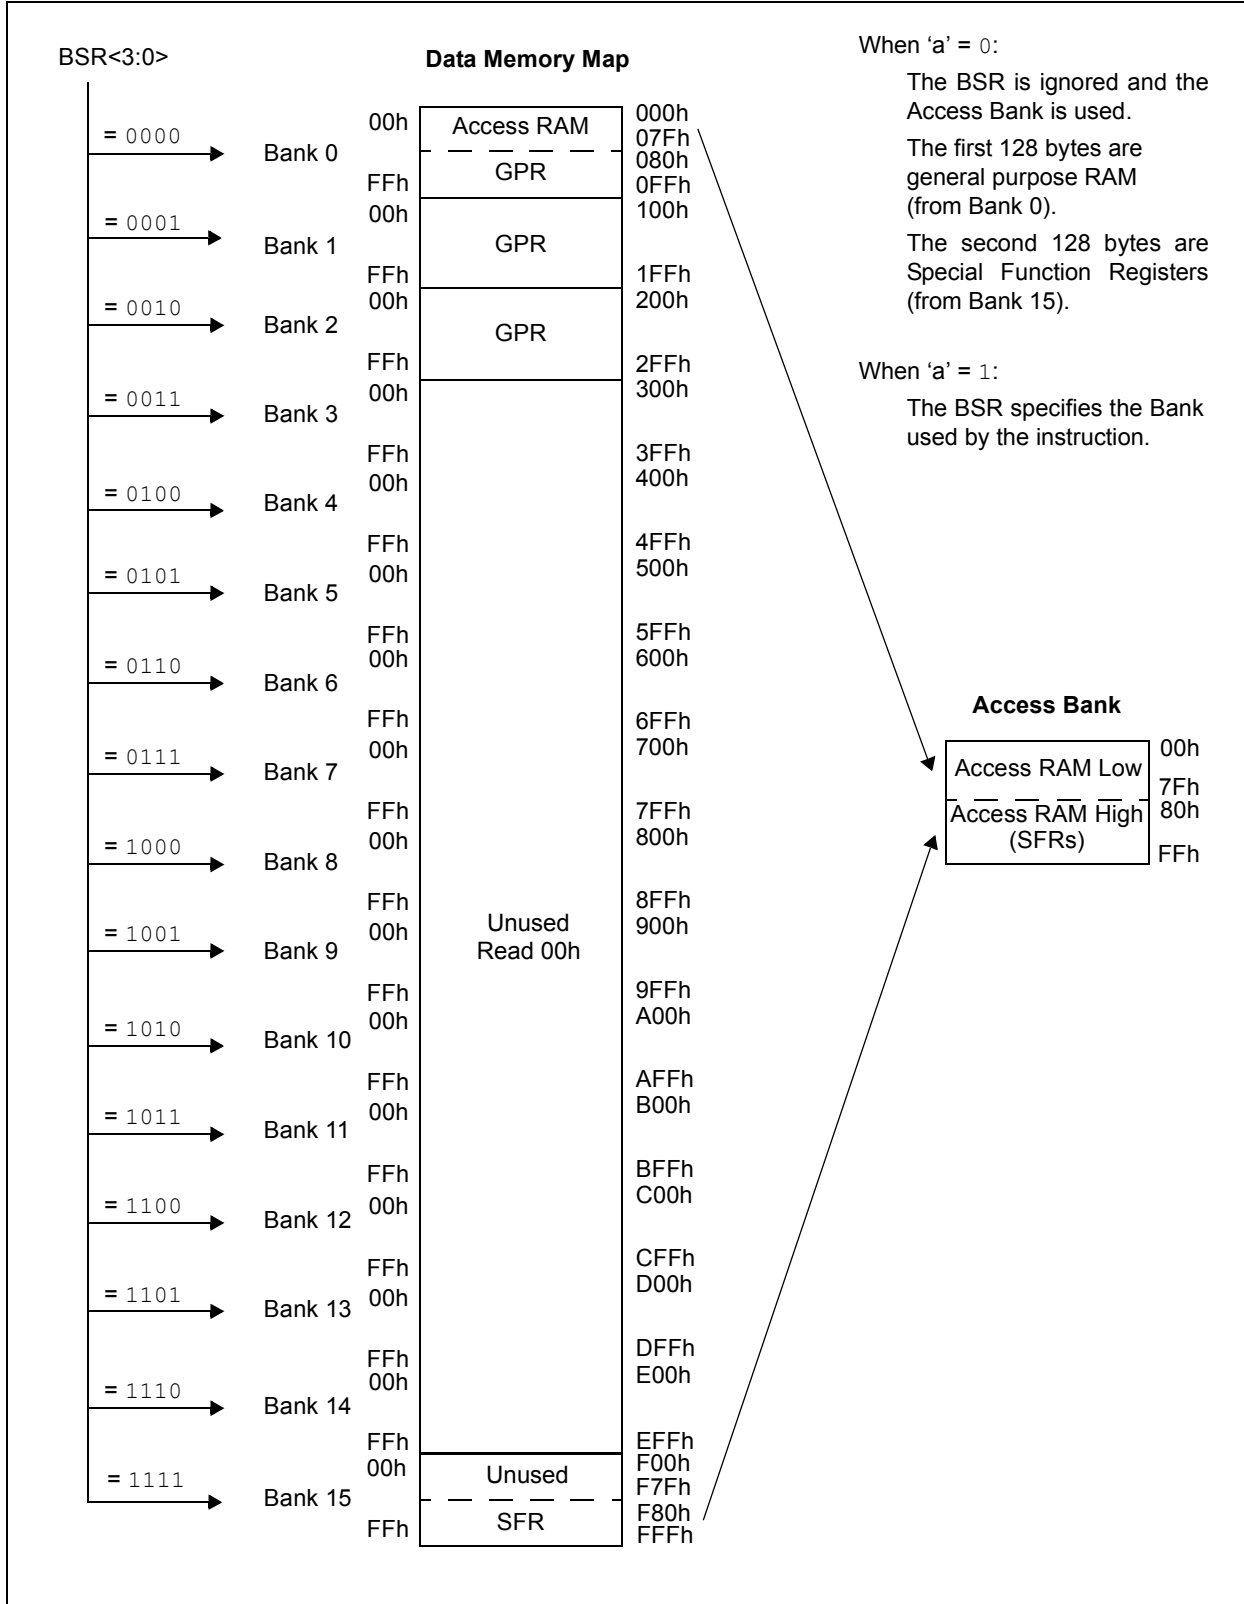 BSR<3:0>
Data Memory Map
= 0000
Bank 0
00h
Access RAM
000h
07Fh
080h
GPR
FFh
0FFh
= 0001
Bank 1
00h
100h
GPR
FFh
1FFh
= 0010
Bank 2
00h
200h
GPR
FFh
2FFh
= 0011
Bank 3
00h
300h
FFh
3FFh
= 0100
Bank 4
00h
400h
FFh
4FFh
= 0101
Bank 5
00h
500h
FFh
5FFh
= 0110
Bank 6
00h
600h
FFh
6FFh
= 0111
Bank 7
00h
700h
FFh
7FFh
= 1000
Bank 8
00h
800h
FFh
8FFh
= 1001
Bank 9
00h
900h
Unused
Read 00h
FFh
9FFh
= 1010
Bank 10
00h
A00h
FFh
AFFh
= 1011
Bank 11
00h
B00h
FFh
BFFh
= 1100
Bank 12
00h
C00h
FFh
CFFh
= 1101
Bank 13
00h
D00h
FFh
DFFh
= 1110
Bank 14
00h
E00h
FFh
EFFh
= 1111
Bank 15
00h
F00h
Unused
F7Fh
F80h
SFR
FFh
FFFh
When ‘a’ = 0:
The BSR is ignored and the
Access Bank is used.
The first 128 bytes are
general purpose RAM
(from Bank 0).
The second 128 bytes are
Special Function Registers
(from Bank 15).
When ‘a’ = 1:
The BSR specifies the Bank
used by the instruction.
Access Bank
Access RAM Low
00h
7Fh
Access RAM High
(SFRs)
80h
FFh